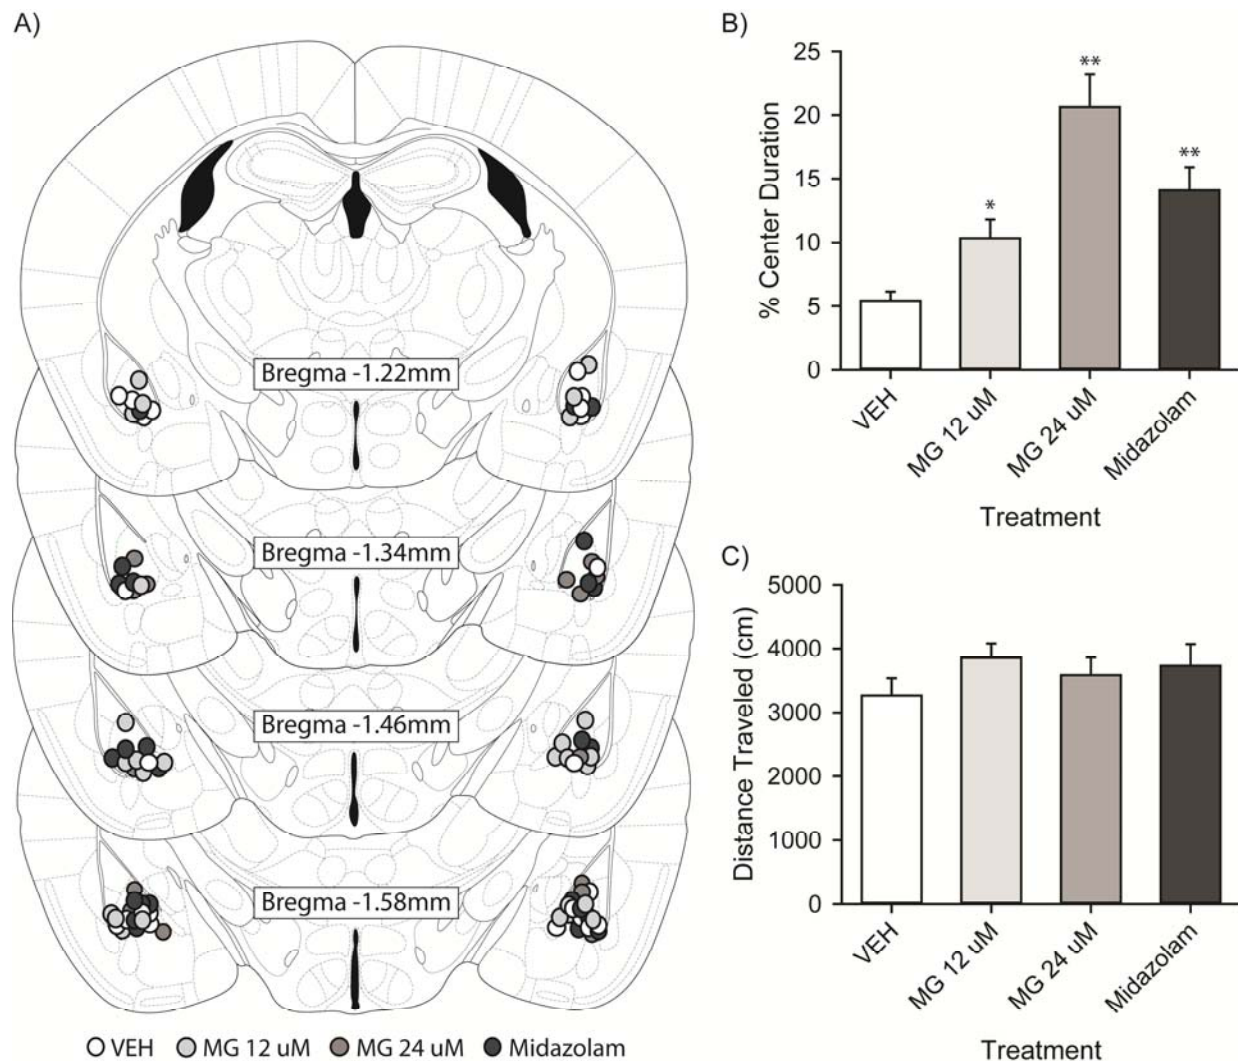 A)
Bregma -1.22mm
Bregma -1.34mm
Bregma -1.46mm
Bregma -1.58mm
VEH MG 12 uM MG 24 uM Midazolam
B)
% Center Duration
25
20
15
10
5
0
*
**
**
VEH
MG 12 uM
MG 24 uM
Midazolam
Treatment
C)
Distance Traveled (cm)
5000
4000
3000
2000
1000
0
VEH
MG 12 uM
MG 24 uM
Midazolam
Treatment